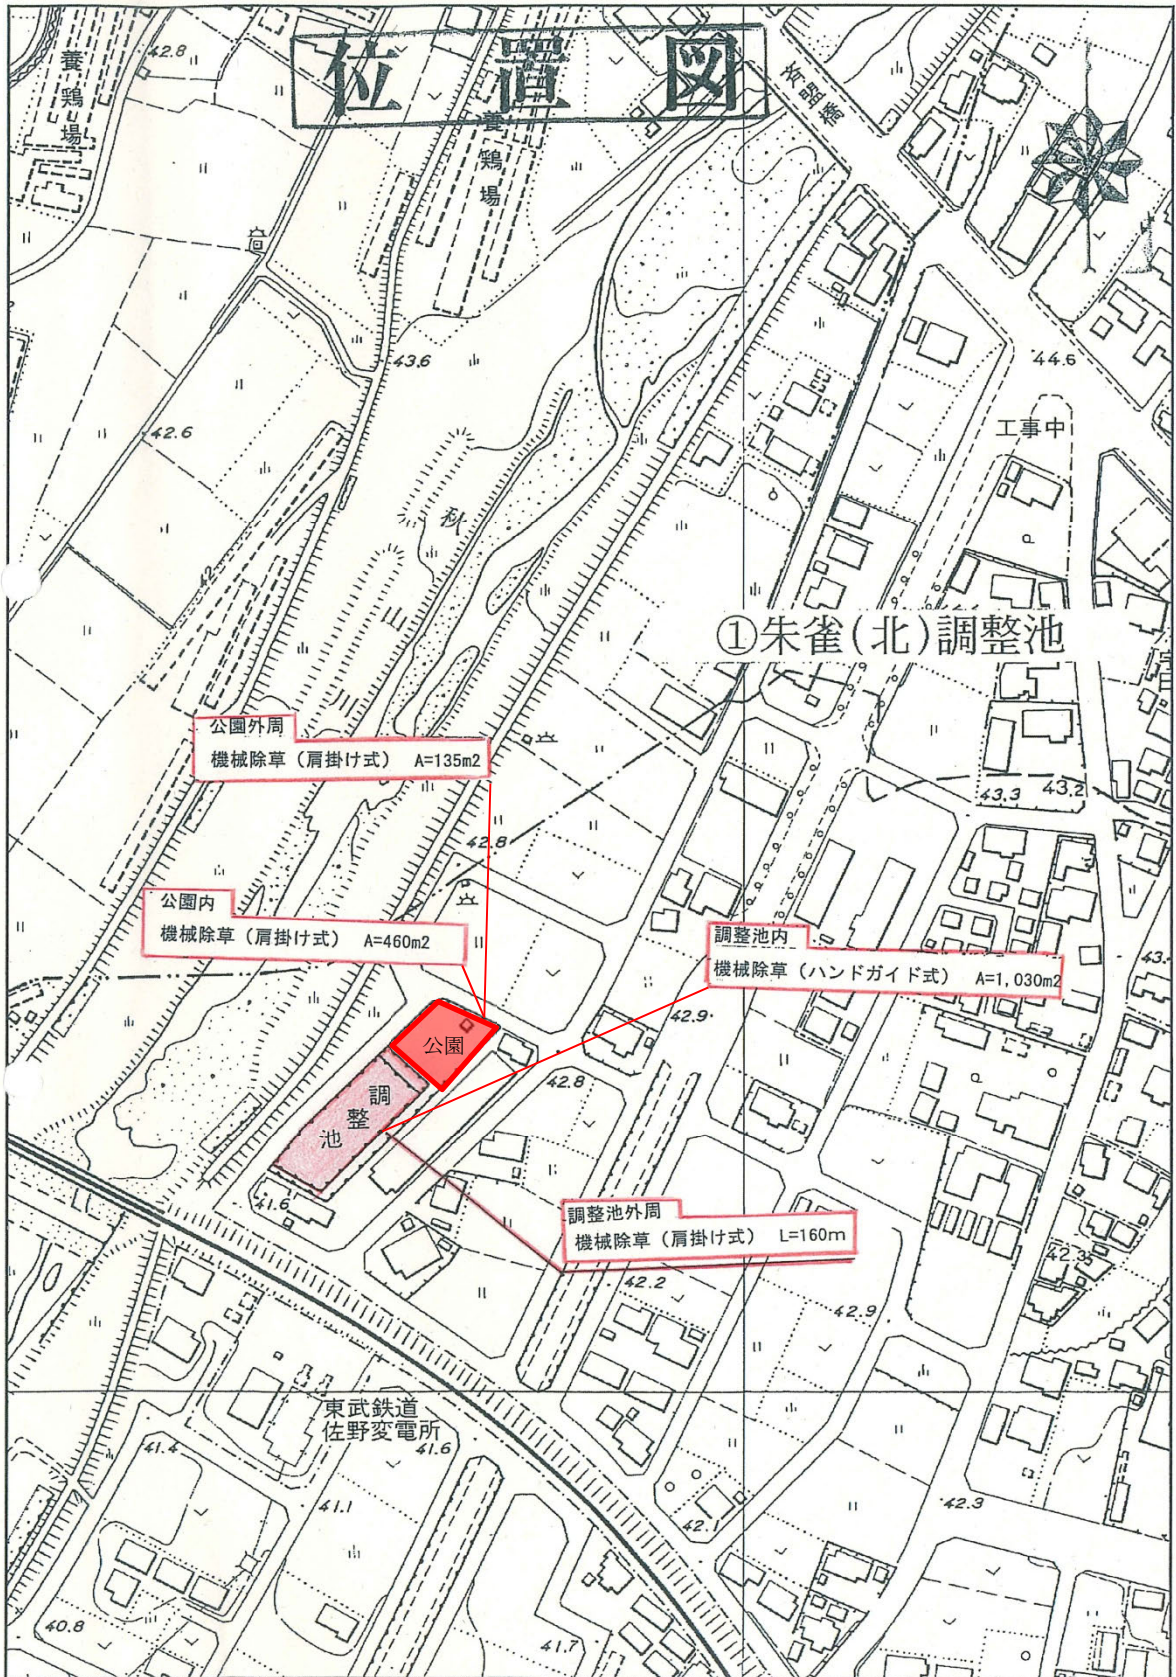 位置図
養鶏場
42.8
養鶏場
43.6
42.6
44.6
工事中
秋
①朱雀(北)調整池
42
三
川
公園外周
機械除草（肩掛け式） A=135m2
43.3
43.2
42.8
公園内
機械除草（肩掛け式） A=460m2
調整池内
機械除草（ハンドガイド式） A=1,030m2
42.9
公園
42.8
調整池
41.6
調整池外周
機械除草（肩掛け式） L=160m
42.3
42.2
42.9
東武鉄道
佐野変電所
41.4
41.6
41.1
42.3
42.1
40.8
41.7